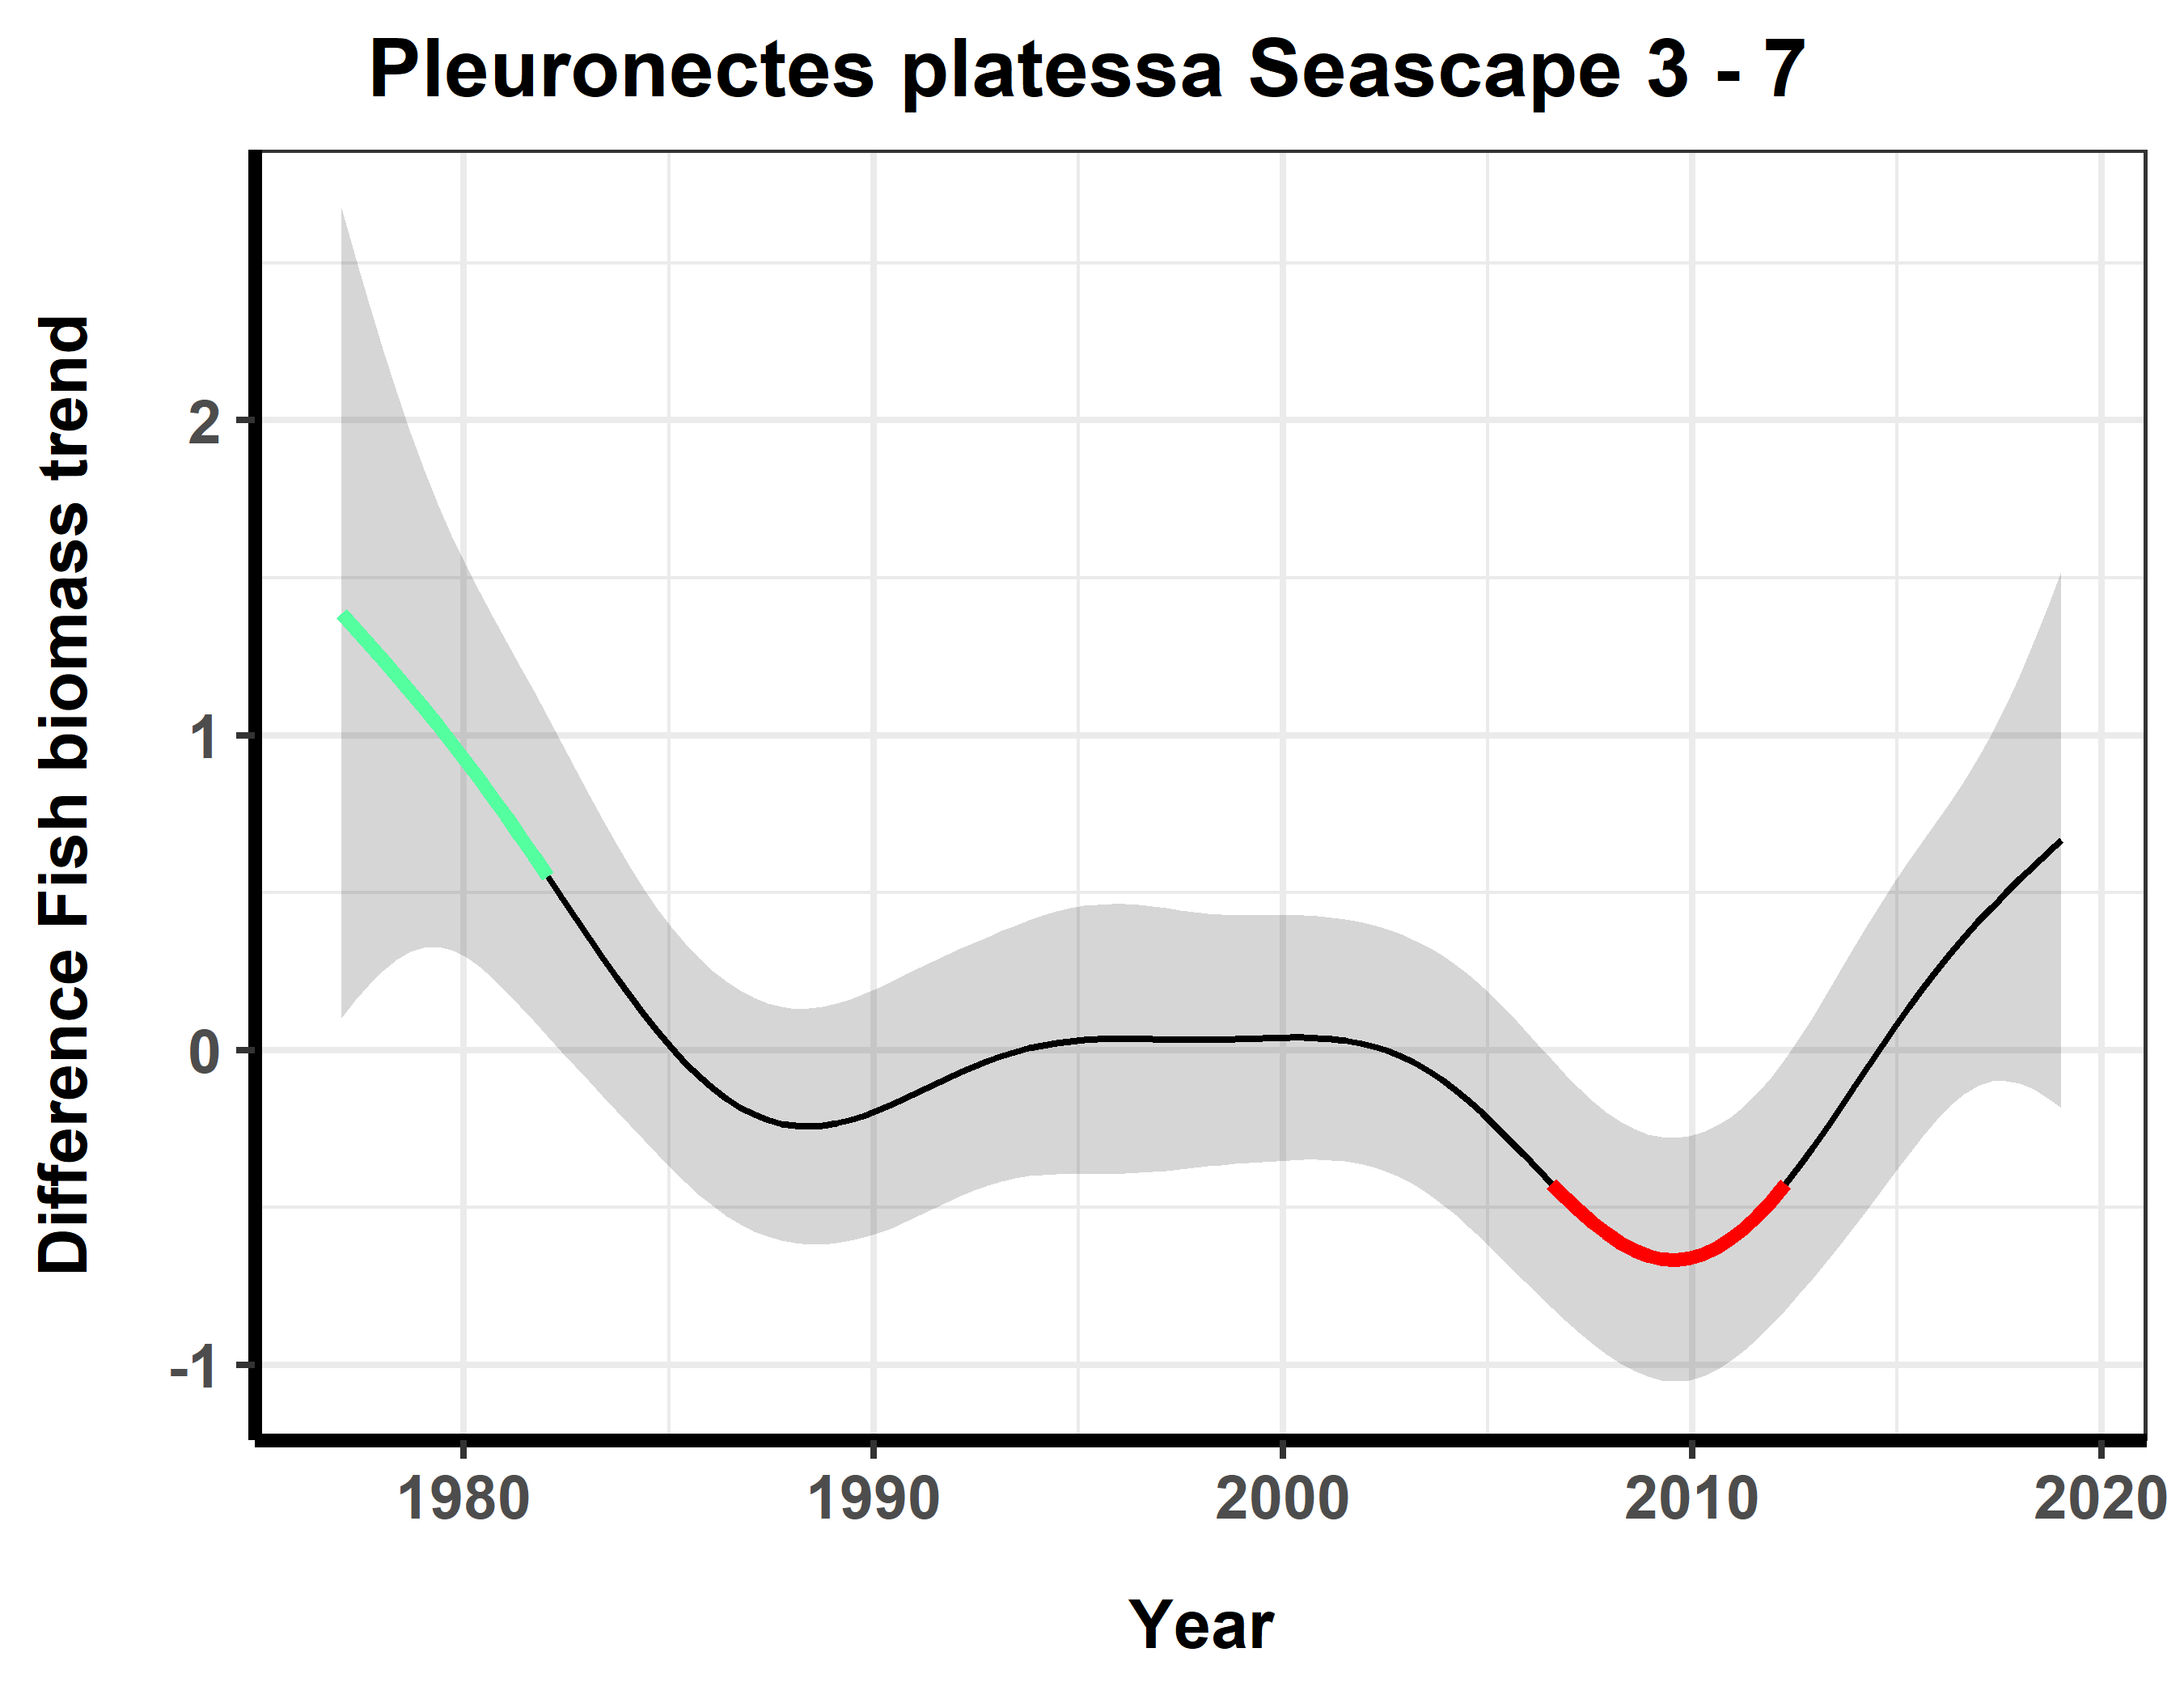 Pleuronectes platessa Seascape 3 - 7
Difference Fish biomass trend
2
1
0
-1
1980 1990 2000 2010 2020
Year